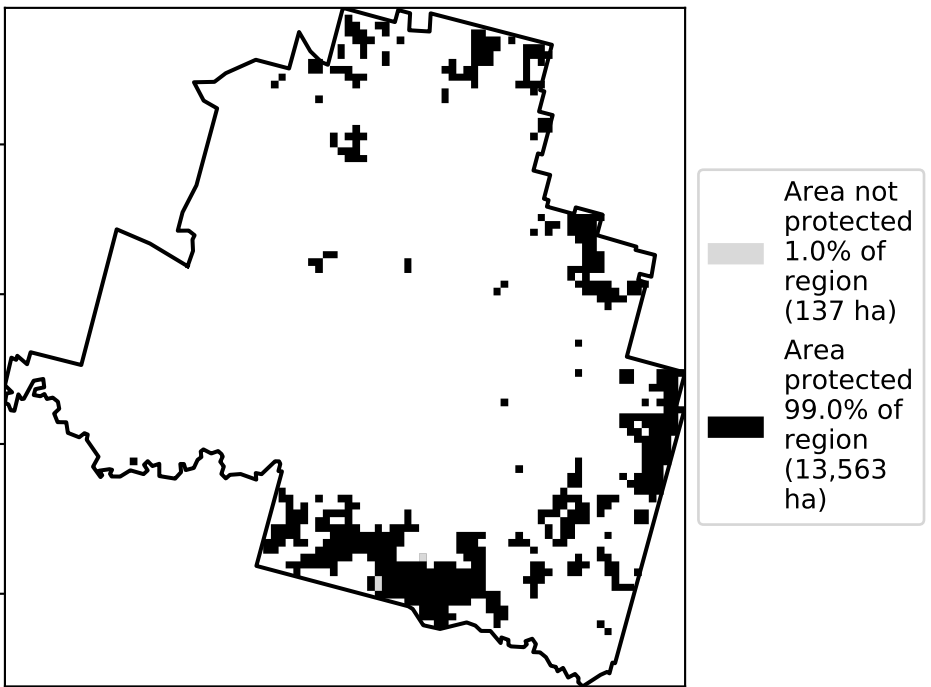 Area not
protected
1.0% of
region
(137 ha)
Area
protected
99.0% of
region
(13,563
ha)